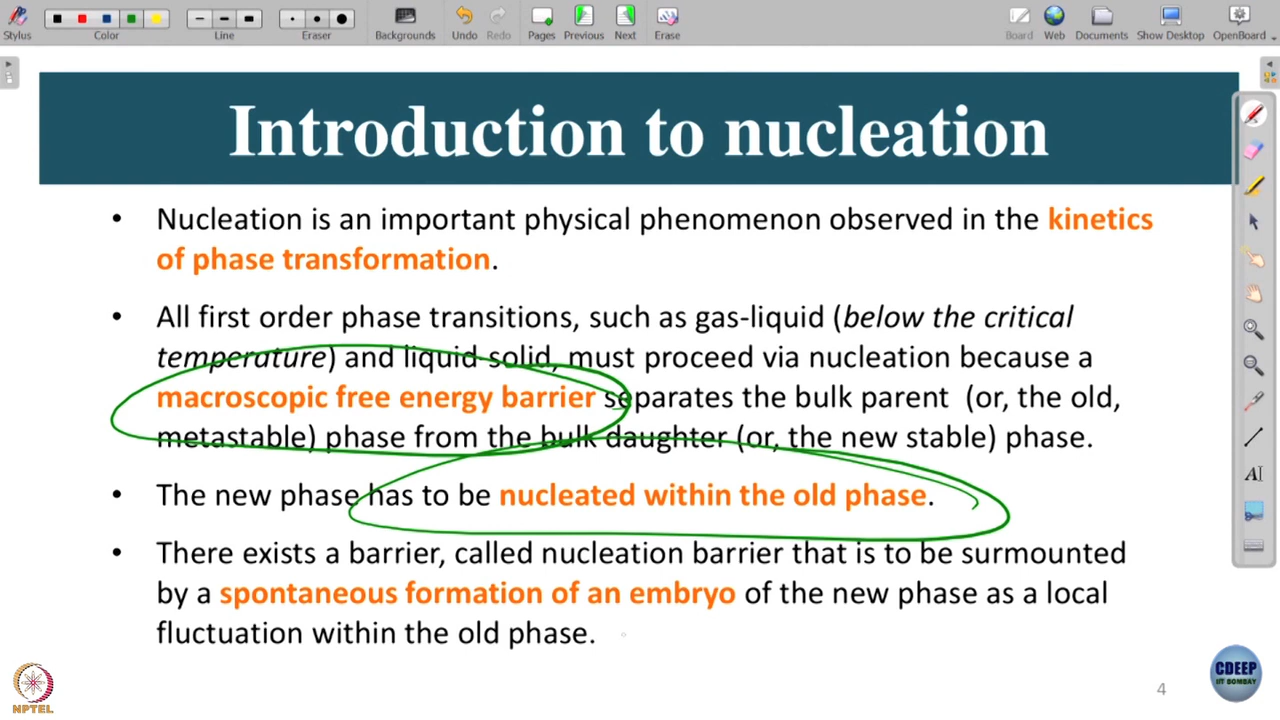 Stylus Color Line Eraser Backgrounds Undo Redo Pages Previous Next Erase Board Web Documents Show Desktop OpenBoard
Introduction to nucleation
• Nucleation is an important physical phenomenon observed in the kinetics
of phase transformation.
• All first order phase transitions, such as gas-liquid (below the critical
temperature) and liquid-solid, must proceed via nucleation because a
macroscopic free energy barrier separates the bulk parent (or, the old,
metastable) phase from the bulk daughter (or, the new stable) phase.
• The new phase has to be nucleated within the old phase.
• There exists a barrier, called nucleation barrier that is to be surmounted
by a spontaneous formation of an embryo of the new phase as a local
fluctuation within the old phase.
NPTEL
4
CDEEP
IIT BOMBAY